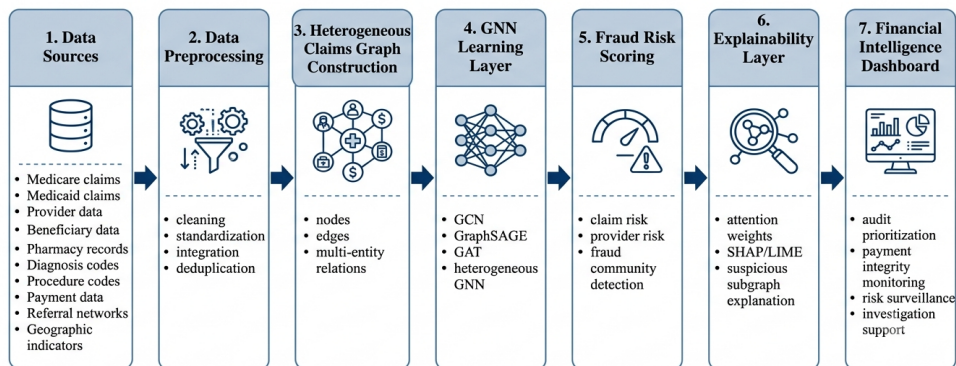 1. Data
Sources
• Medicare claims
• Medicaid claims
• Provider data
• Beneficiary data
• Pharmacy records
• Diagnosis codes
• Procedure codes
• Payment data
• Referral networks
• Geographic
indicators
2. Data
Preprocessing
• cleaning
• standardization
• integration
• deduplication
3. Heterogeneous
Claims Graph
Construction
• nodes
• edges
• multi-entity
relations
4. GNN
Learning
Layer
• GCN
• GraphSAGE
• GAT
• heterogeneous
GNN
5. Fraud Risk
Scoring
• claim risk
• provider risk
• fraud
community
detection
6.
Explainability
Layer
• attention
weights
• SHAP/LIME
• suspicious
subgraph
explanation
7. Financial
Intelligence
Dashboard
• audit
prioritization
• payment
integrity
monitoring
• risk surveillance
• investigation
support